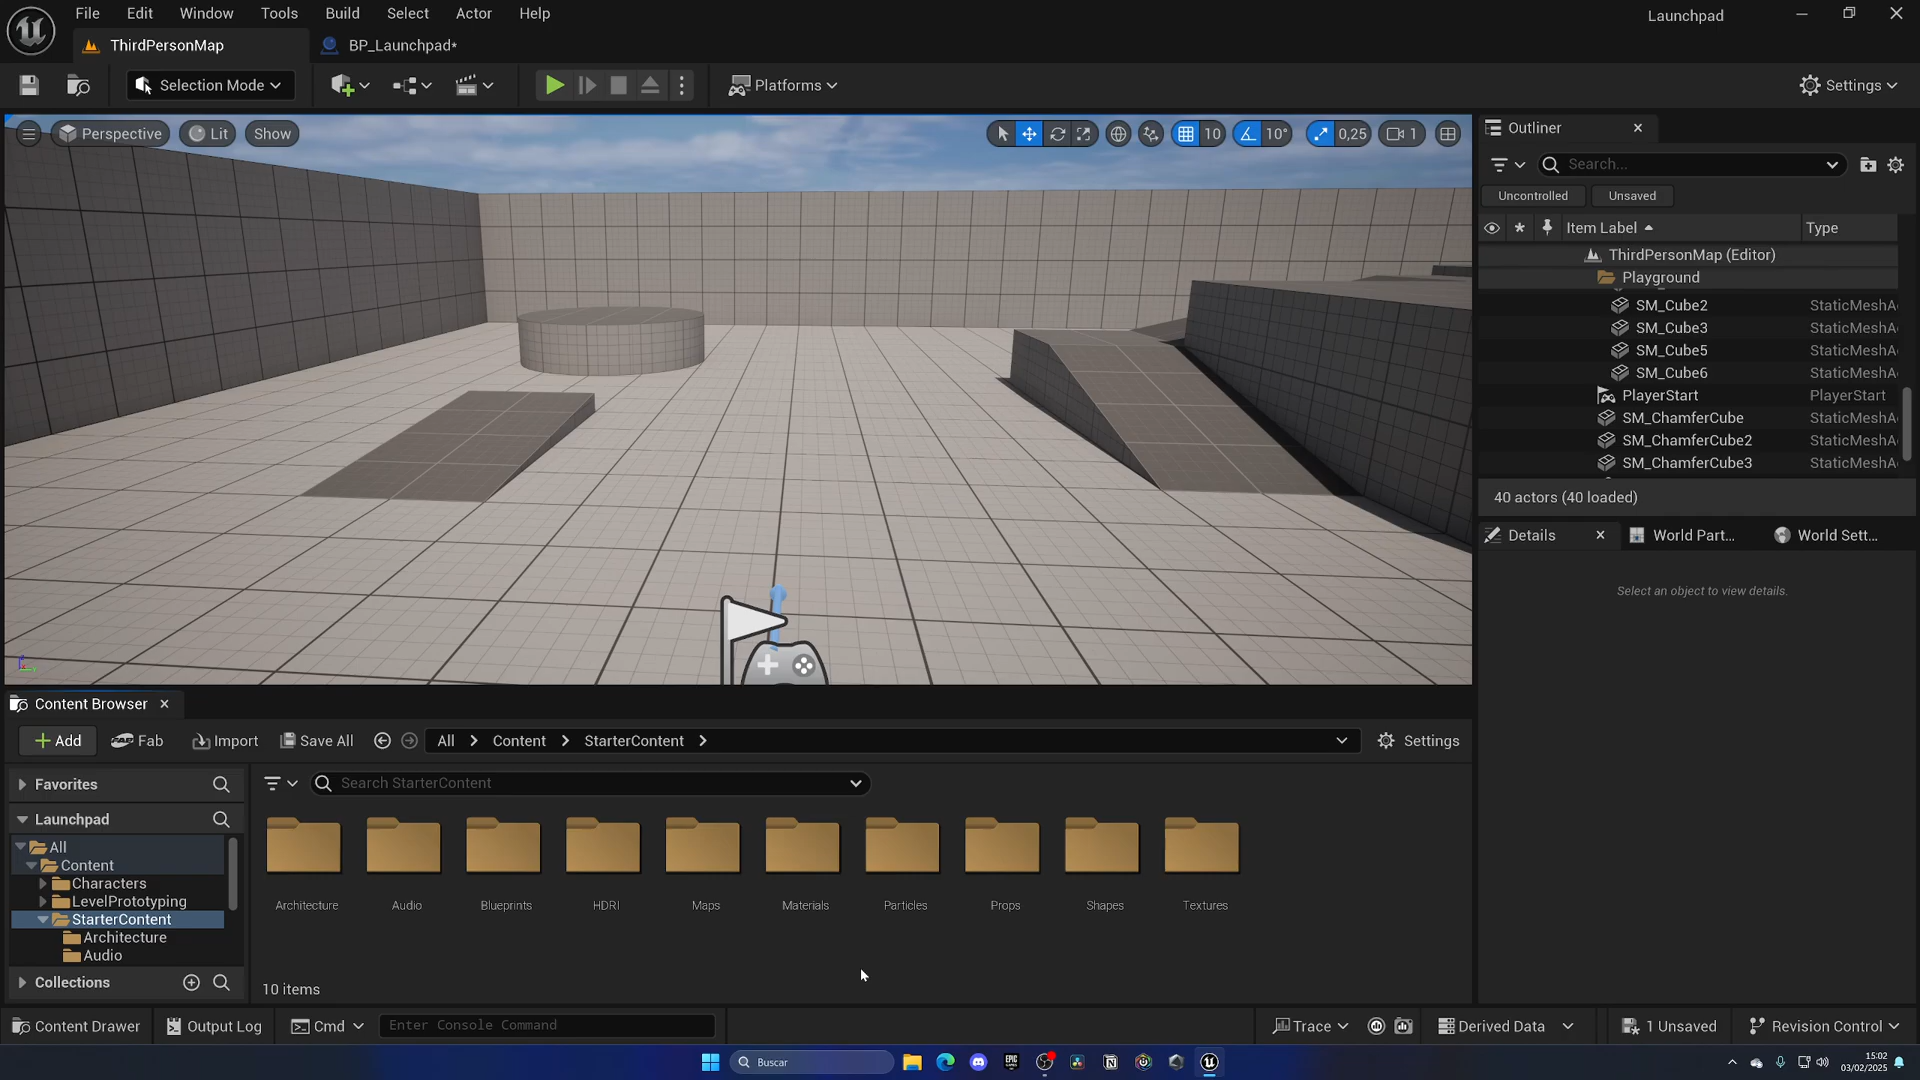 File Edit Window Tools Build Select Actor Help
Launchpad
ThirdPersonMap
BP_Launchpad*
Selection Mode
Platforms
Settings
Perspective
Lit
Show
10
10°
0,25
1
Outliner
Search...
Uncontrolled
Unsaved
Item Label
Type
ThirdPersonMap (Editor)
Playground
SM_Cube2 StaticMeshA
SM_Cube3 StaticMeshA
SM_Cube5 StaticMeshA
SM_Cube6 StaticMeshA
PlayerStart PlayerStart
SM_ChamferCube StaticMeshA
SM_ChamferCube2 StaticMeshA
SM_ChamferCube3 StaticMeshA
40 actors (40 loaded)
Details
World Part...
World Sett...
Select an object to view details.
Content Browser
Add
Fab
Import
Save All
All > Content > StarterContent >
Settings
Favorites
Search StarterContent
Launchpad
All
Content
Characters
LevelPrototyping
StarterContent
Architecture
Audio
Collections
Architecture Audio Blueprints HDRI Maps Materials Particles Props Shapes Textures
10 items
Content Drawer
Output Log
Cmd
Enter Console Command
Trace
Derived Data
1 Unsaved
Revision Control
Buscar
EPIC
15:02
03/02/2025